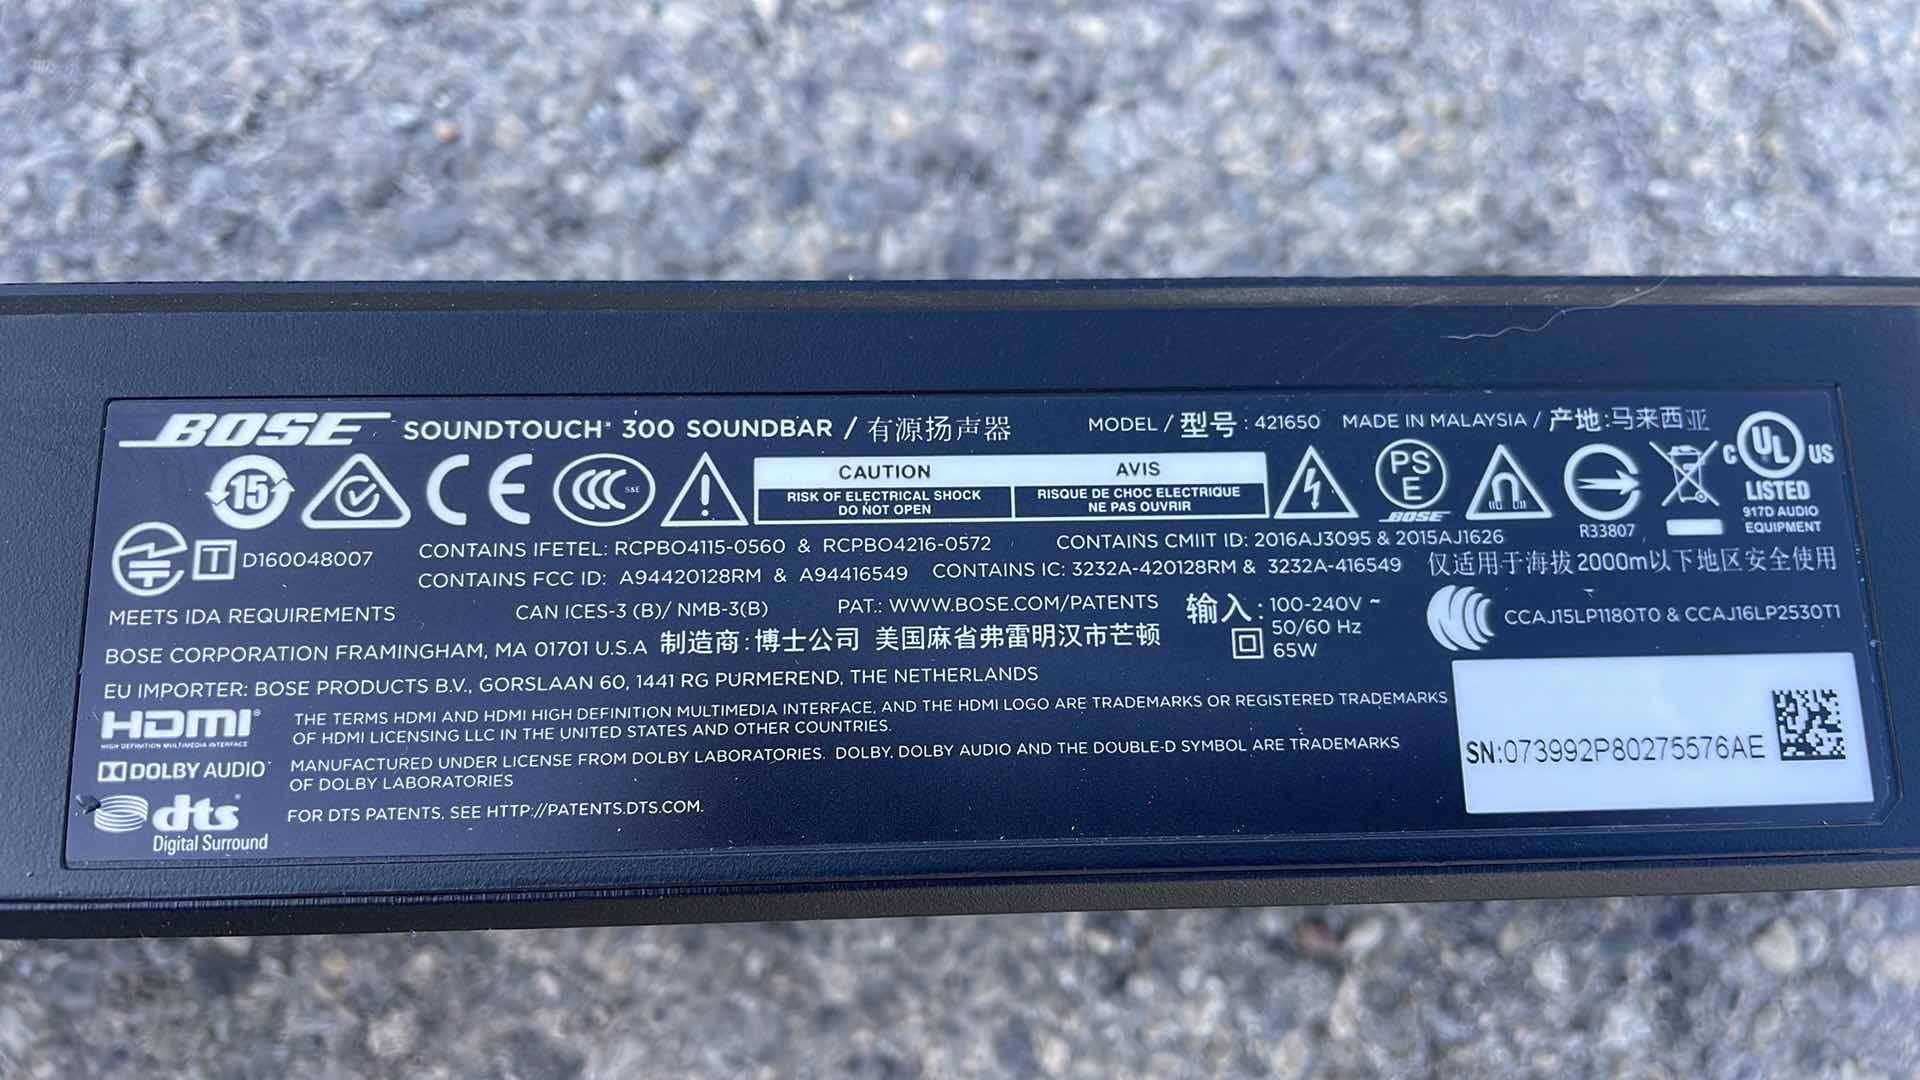 BOSE SOUNDTOUCH® 300 SOUNDBAR / 有源扬声器 MODEL / 型号 : 421650 MADE IN MALAYSIA / 产地:马来西亚
15 CE CCC S&E CAUTION AVIS PS E C UL US
RISK OF ELECTRICAL SHOCK RISQUE DE CHOC ELECTRIQUE LISTED
DO NOT OPEN NE PAS OUVRIR BOSE R33807 917D AUDIO
EQUIPMENT
T D160048007 CONTAINS IFETEL: RCPBO4115-0560 & RCPBO4216-0572 CONTAINS CMIIT ID: 2016AJ3095 & 2015AJ1626
CONTAINS FCC ID: A94420128RM & A94416549 CONTAINS IC: 3232A-420128RM & 3232A-416549 仅适用于海拔2000m以下地区安全使用
MEETS IDA REQUIREMENTS CAN ICES-3 (B)/ NMB-3(B) PAT.: WWW.BOSE.COM/PATENTS 输入 : 100-240V ~ CCAJ15LP1180T0 & CCAJ16LP2530T1
50/60 Hz
65W
BOSE CORPORATION FRAMINGHAM, MA 01701 U.S.A 制造商:博士公司 美国麻省弗雷明汉市芒顿
EU IMPORTER: BOSE PRODUCTS B.V., GORSLAAN 60, 1441 RG PURMEREND, THE NETHERLANDS
HDMI® HIGH-DEFINITION MULTIMEDIA INTERFACE
THE TERMS HDMI AND HDMI HIGH DEFINITION MULTIMEDIA INTERFACE, AND THE HDMI LOGO ARE TRADEMARKS OR REGISTERED TRADEMARKS
OF HDMI LICENSING LLC IN THE UNITED STATES AND OTHER COUNTRIES.
DOLBY AUDIO™ MANUFACTURED UNDER LICENSE FROM DOLBY LABORATORIES. DOLBY, DOLBY AUDIO AND THE DOUBLE-D SYMBOL ARE TRADEMARKS
OF DOLBY LABORATORIES
SN:073992P80275576AE
dts® FOR DTS PATENTS, SEE HTTP://PATENTS.DTS.COM.
Digital Surround